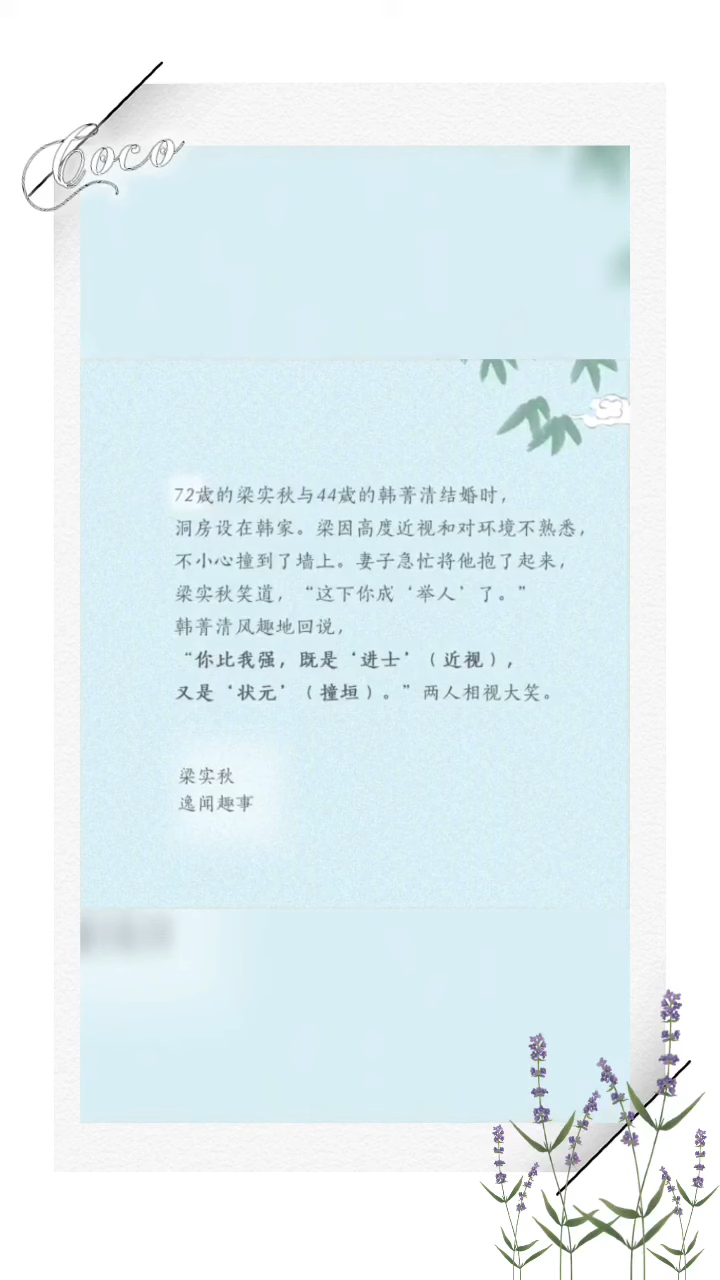 Coco
72岁的梁实秋与44岁的韩菁清结婚时，
洞房设在韩家。梁因高度近视和对环境不熟悉，
不小心撞到了墙上。妻子急忙将他抱了起来，
梁实秋笑道，“这下你成‘举人’了。”
韩菁清风趣地回说，
“你比我强，既是‘进士’（近视），
又是‘状元’（撞垣）。”两人相视大笑。
梁实秋
逸闻趣事